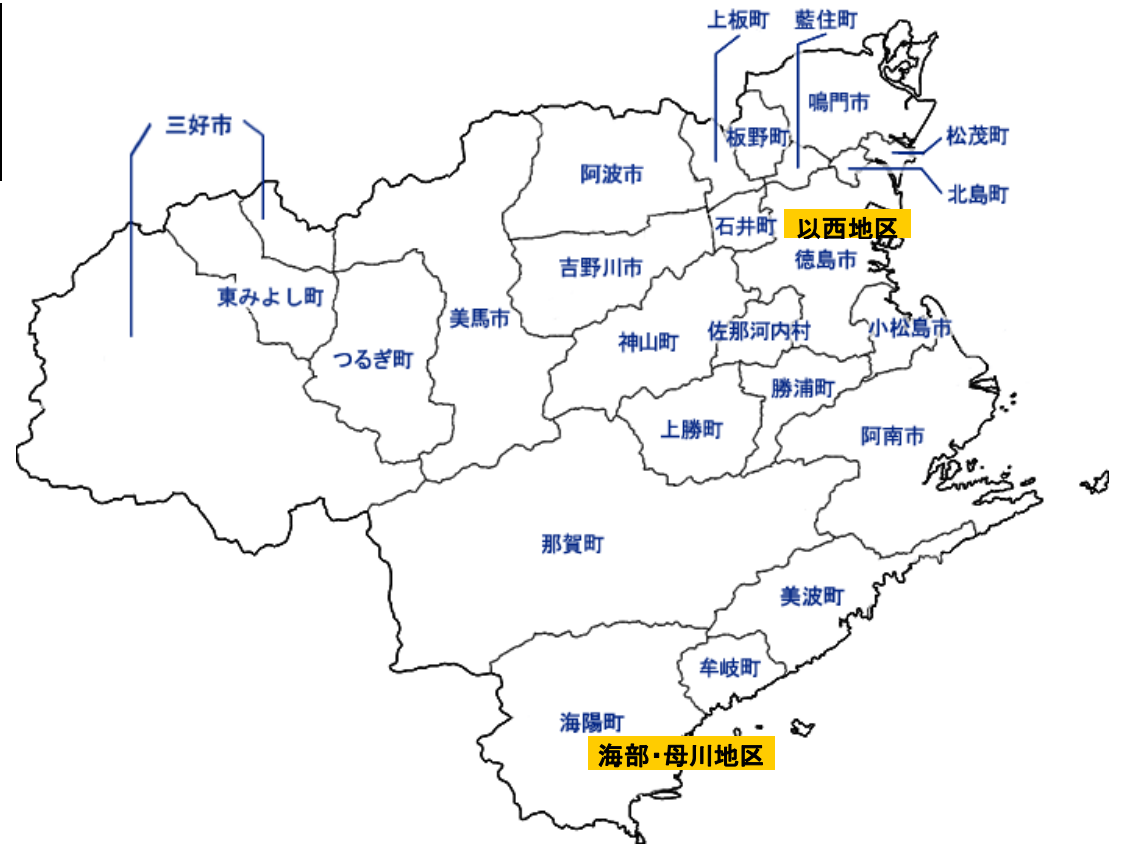 上板町
藍住町
鳴門市
三好市
板野町
松茂町
阿波市
北島町
石井町
以西地区
徳島市
吉野川市
東みよし町
美馬市
佐那河内村
小松島市
神山町
つるぎ町
勝浦町
上勝町
阿南市
那賀町
美波町
牟岐町
海陽町
海部・母川地区